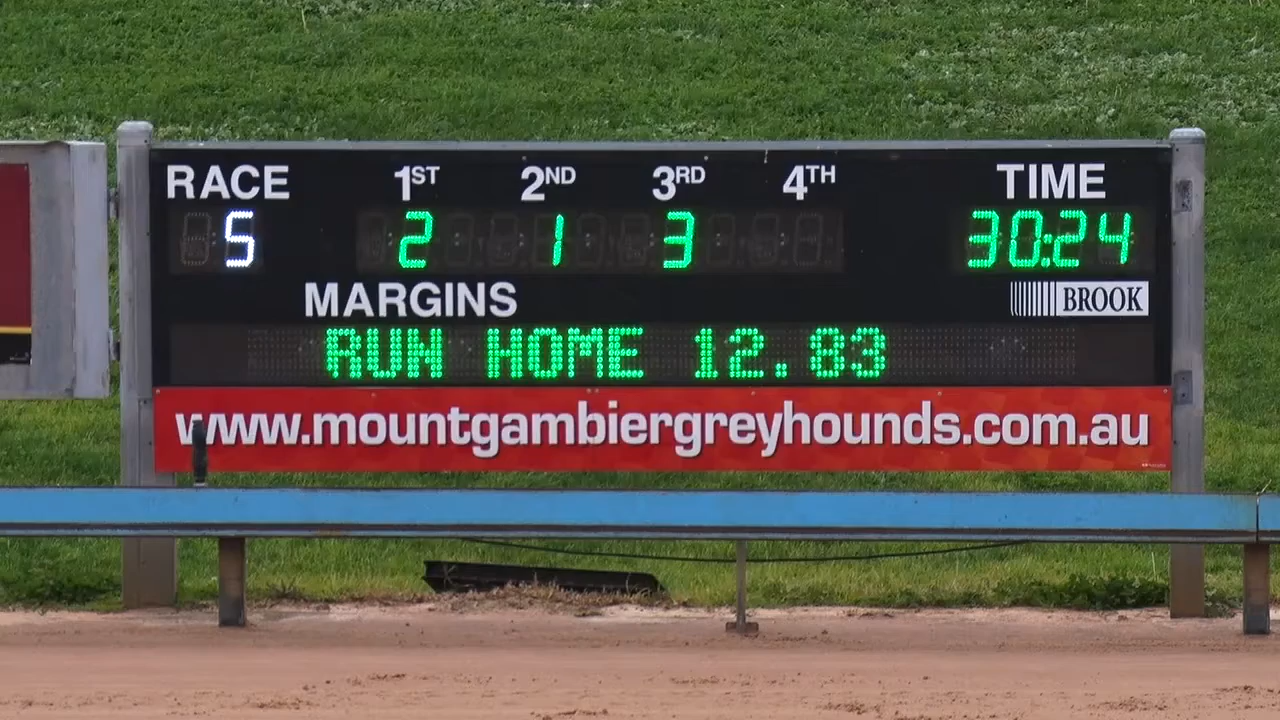 RACE 1ST 2ND 3RD 4TH TIME
5 2 1 3 30:24
MARGINS BROOK
RUN HOME 12.83
www.mountgambiergreyhounds.com.au